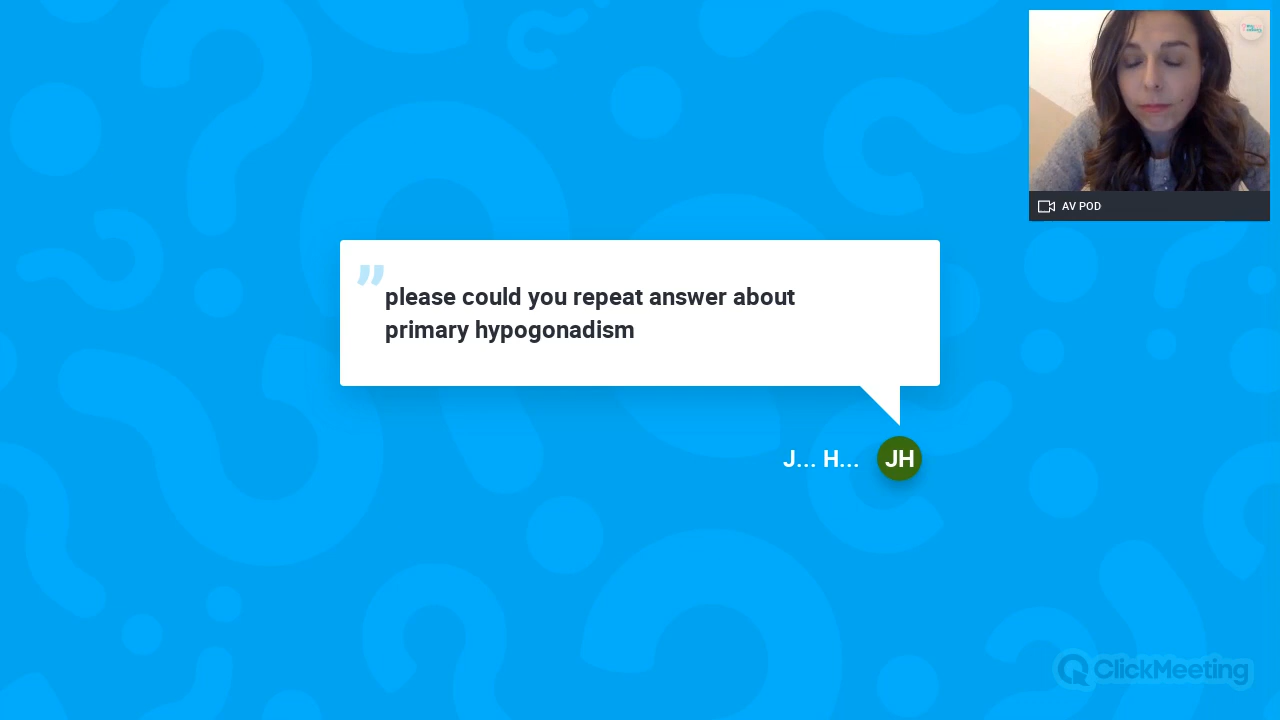 AV POD
please could you repeat answer about
primary hypogonadism
J... H...
JH
ClickMeeting